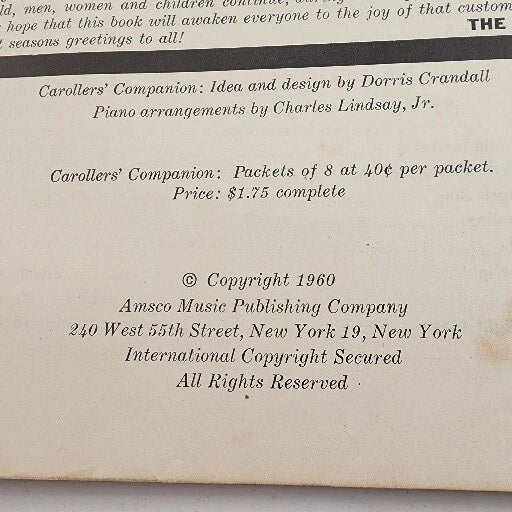 ld, men, women and children continue,
hope that this book will awaken everyone to the joy of that custom
t seasons greetings to all!
THE
Carollers' Companion: Idea and design by Dorris Crandall
Piano arrangements by Charles Lindsay, Jr.
Carollers' Companion: Packets of 8 at 40¢ per packet.
Price: $1.75 complete
© Copyright 1960
Amsco Music Publishing Company
240 West 55th Street, New York 19, New York
International Copyright Secured
All Rights Reserved